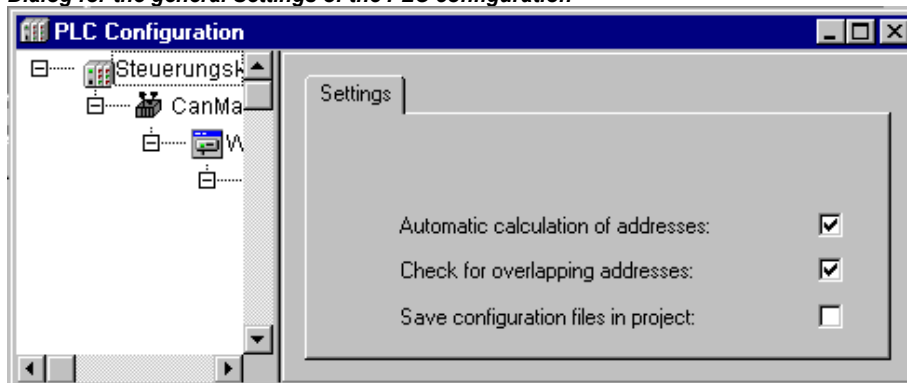 Dialog for the general Settings of the PLC configuration
PLC Configuration
Steuerungsk
CanMa
Settings
Automatic calculation of addresses:
Check for overlapping addresses:
Save configuration files in project: